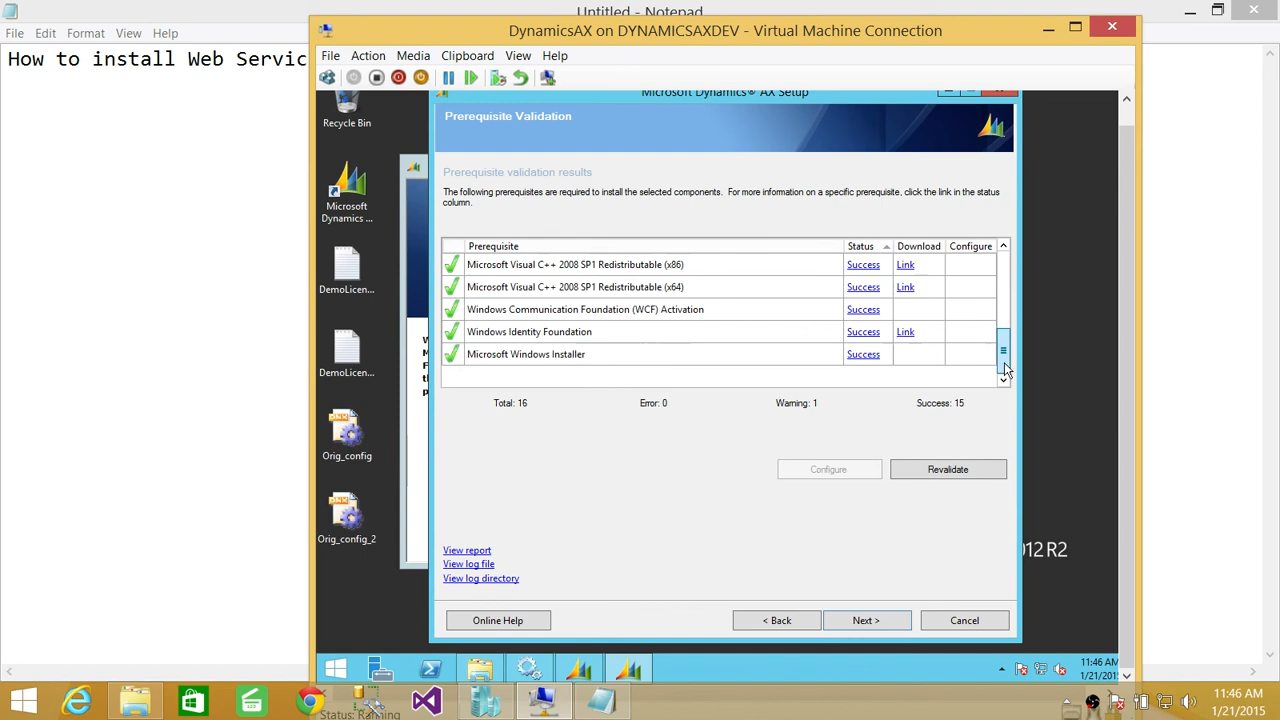 Untitled - Notepad
File Edit Format View Help
How to install Web Servic
DynamicsAX on DYNAMICSAXDEV - Virtual Machine Connection
File Action Media Clipboard View Help
Recycle Bin
Microsoft
Dynamics ...
DemoLicen...
DemoLicen...
Orig_config
Orig_config_2
Microsoft Dynamics® AX Setup
Prerequisite Validation
Prerequisite validation results
The following prerequisites are required to install the selected components. For more information on a specific prerequisite, click the link in the status
column.
Prerequisite Status Download Configure
Microsoft Visual C++ 2008 SP1 Redistributable (x86) Success Link
Microsoft Visual C++ 2008 SP1 Redistributable (x64) Success Link
Windows Communication Foundation (WCF) Activation Success
Windows Identity Foundation Success Link
Microsoft Windows Installer Success
Total: 16 Error: 0 Warning: 1 Success: 15
Configure Revalidate
View report
View log file
View log directory
Online Help < Back Next > Cancel
012 R2
11:46 AM
1/21/2015
Status: Running
11:46 AM
1/21/2015